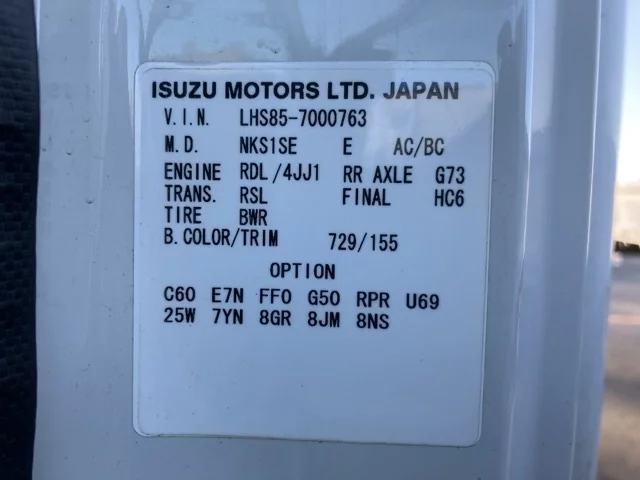 ISUZU MOTORS LTD. JAPAN
V.I.N. LHS85-7000763
M.D. NKS1SE E AC/BC
ENGINE RDL/4JJ1 RR AXLE G73
TRANS. RSL FINAL HC6
TIRE BWR
B.COLOR/TRIM 729/155
OPTION
C60 E7N FF0 G50 RPR U69
25W 7YN 8GR 8JM 8NS